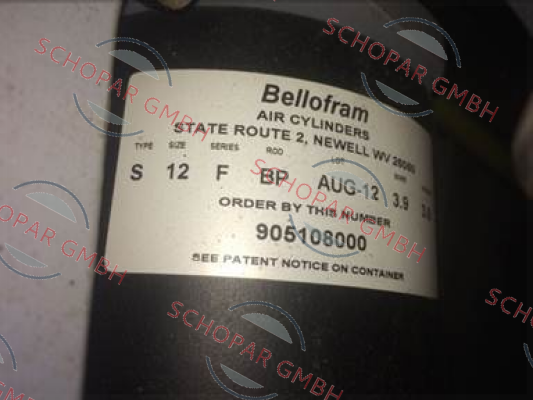 Bellofram
AIR CYLINDERS
STATE ROUTE 2, NEWELL WV 26050
TYPE SIZE SERIES ROD LOT
S 12 F BP AUG-12 3.9
ORDER BY THIS NUMBER
905108000
SEE PATENT NOTICE ON CONTAINER
SCHOPAR GMBH
SCHOPAR GMBH
SCHOPAR GMBH
SCHOPAR GMBH
SCHOPAR GMBH